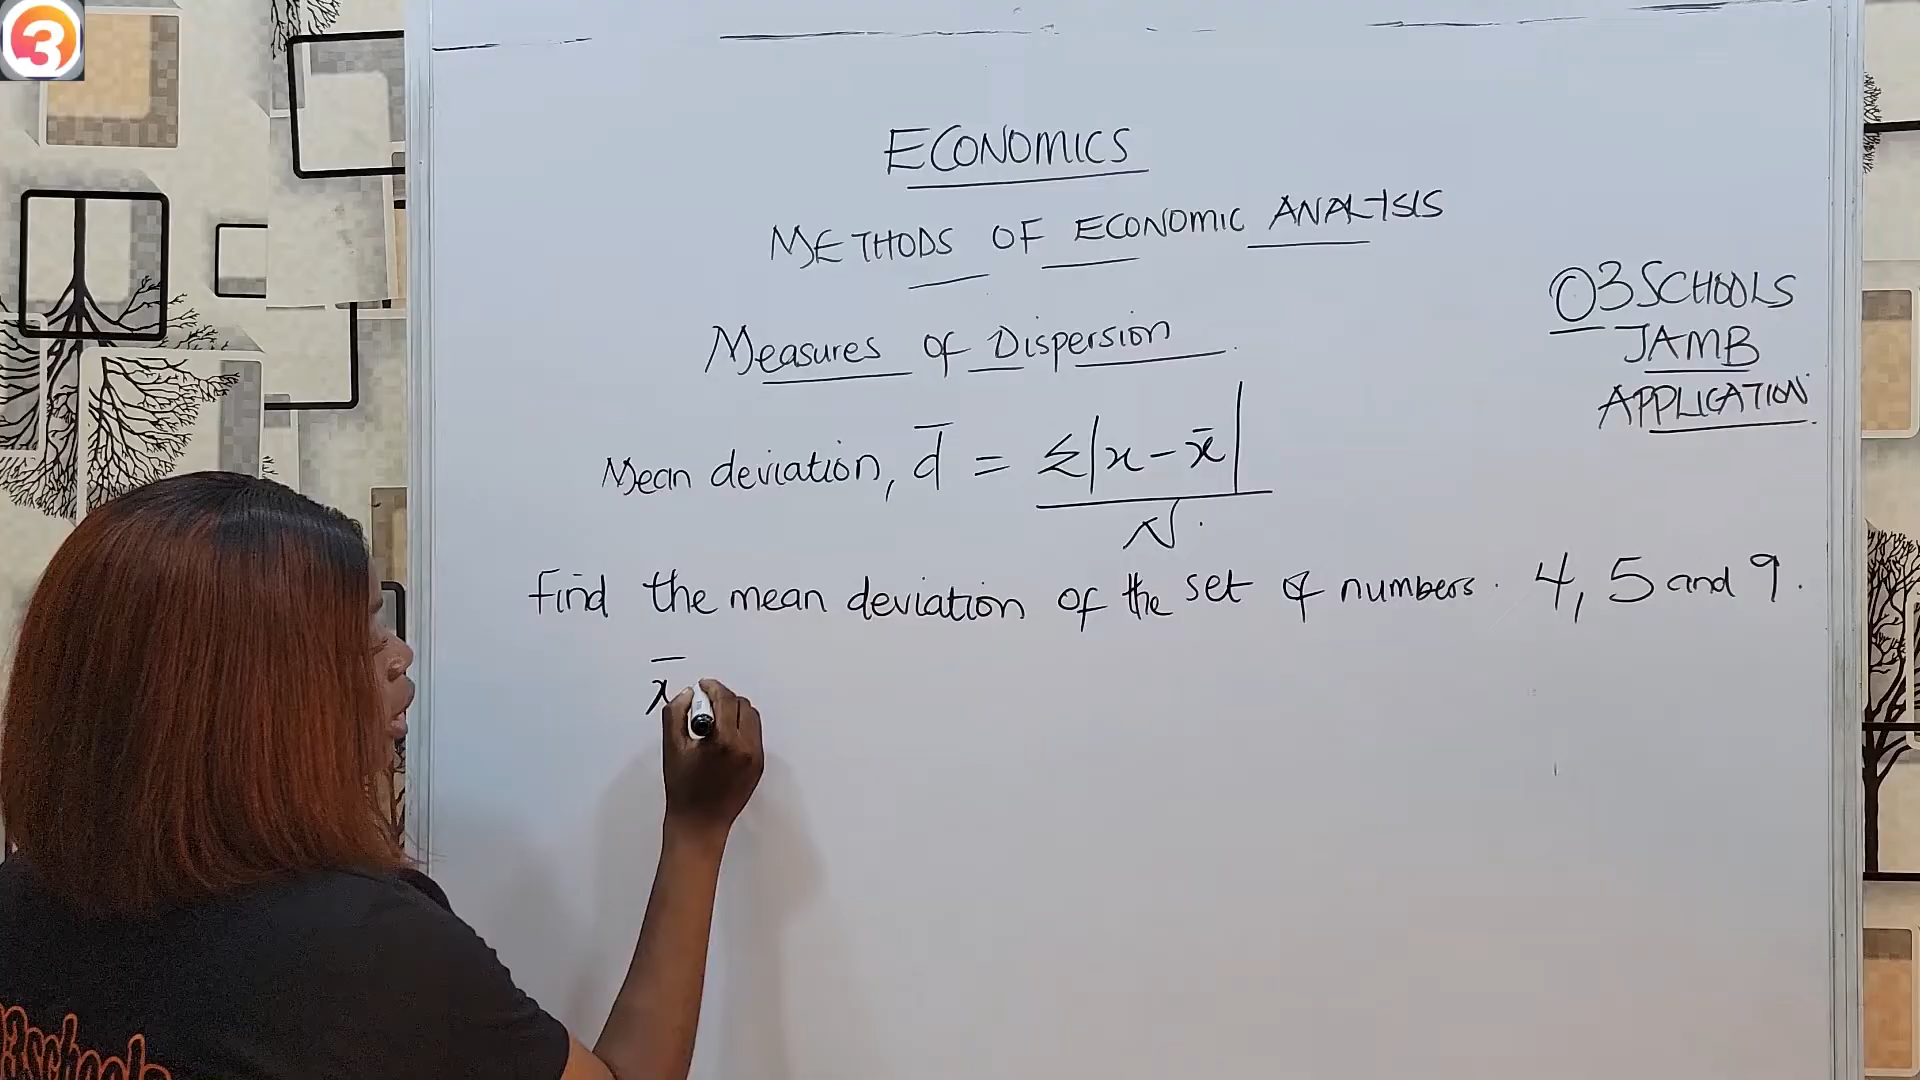 3
ECONOMICS
METHODS OF ECONOMIC ANALYSIS
O3SCHOOLS
JAMB
APPLICATION
Measures of Dispersion
Mean deviation, d̅ = Σ|x - x̅|
N
Find the mean deviation of the set of numbers. 4, 5 and 9.
x̅